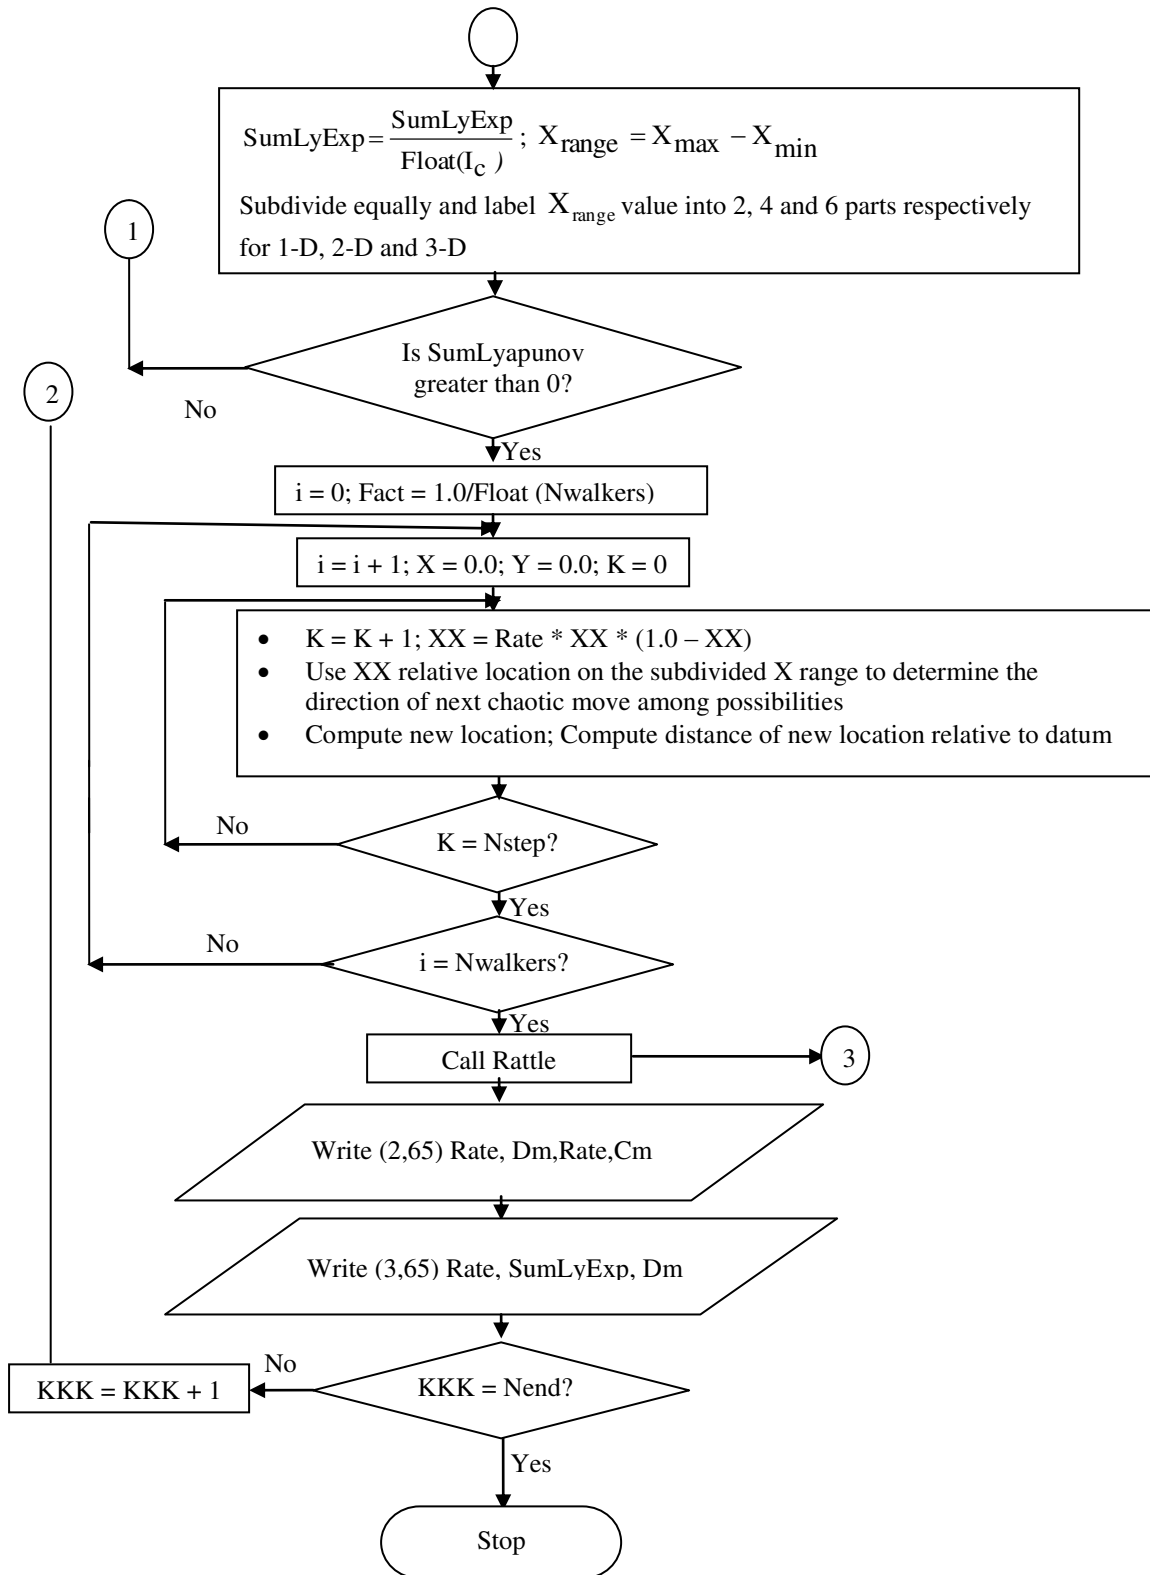 SumLyExp = SumLyExp / Float(Ic ) ; Xrange = Xmax − Xmin
Subdivide equally and label Xrange value into 2, 4 and 6 parts respectively
for 1-D, 2-D and 3-D
1
Is SumLyapunov
greater than 0?
2
No
Yes
i = 0; Fact = 1.0/Float (Nwalkers)
i = i + 1; X = 0.0; Y = 0.0; K = 0
• K = K + 1; XX = Rate * XX * (1.0 – XX)
• Use XX relative location on the subdivided X range to determine the
direction of next chaotic move among possibilities
• Compute new location; Compute distance of new location relative to datum
No
K = Nstep?
Yes
No
i = Nwalkers?
Yes
Call Rattle
3
Write (2,65) Rate, Dm,Rate,Cm
Write (3,65) Rate, SumLyExp, Dm
No
KKK = KKK + 1
KKK = Nend?
Yes
Stop